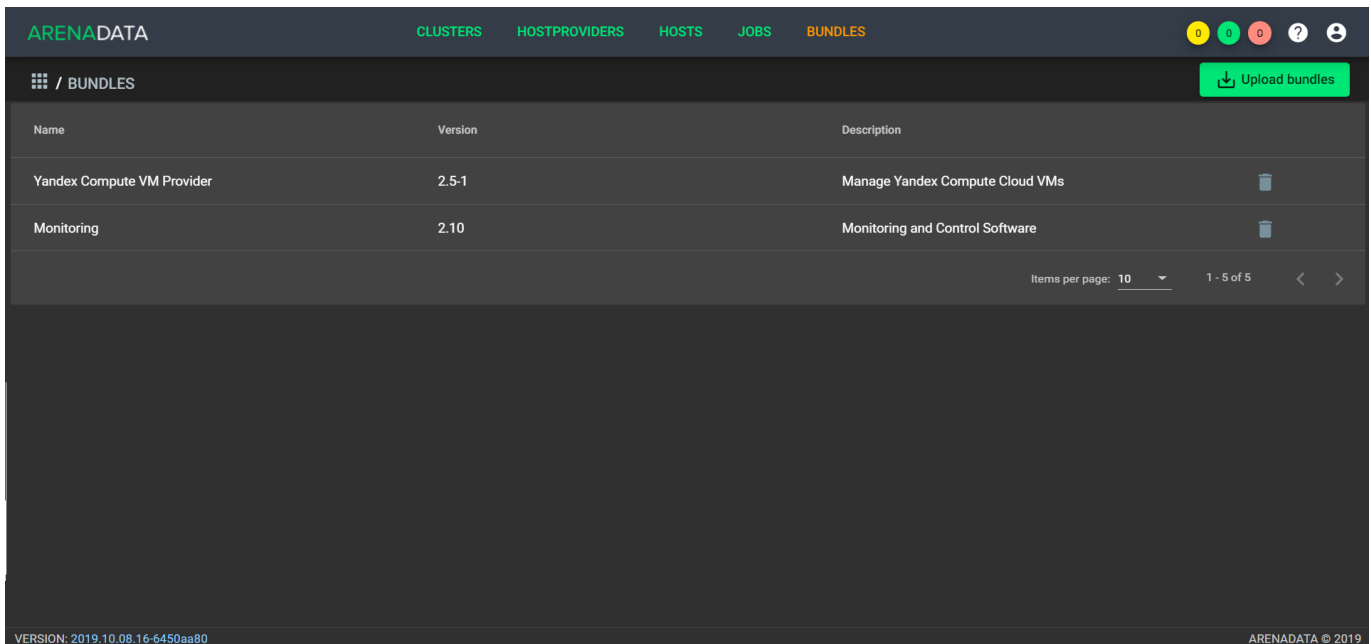 ARENADATA CLUSTERS HOSTPROVIDERS HOSTS JOBS BUNDLES 0 0 0 ?
/ BUNDLES Upload bundles
Name Version Description
Yandex Compute VM Provider 2.5-1 Manage Yandex Compute Cloud VMs
Monitoring 2.10 Monitoring and Control Software
Items per page: 10 1 - 5 of 5
VERSION: 2019.10.08.16-6450aa80 ARENADATA © 2019